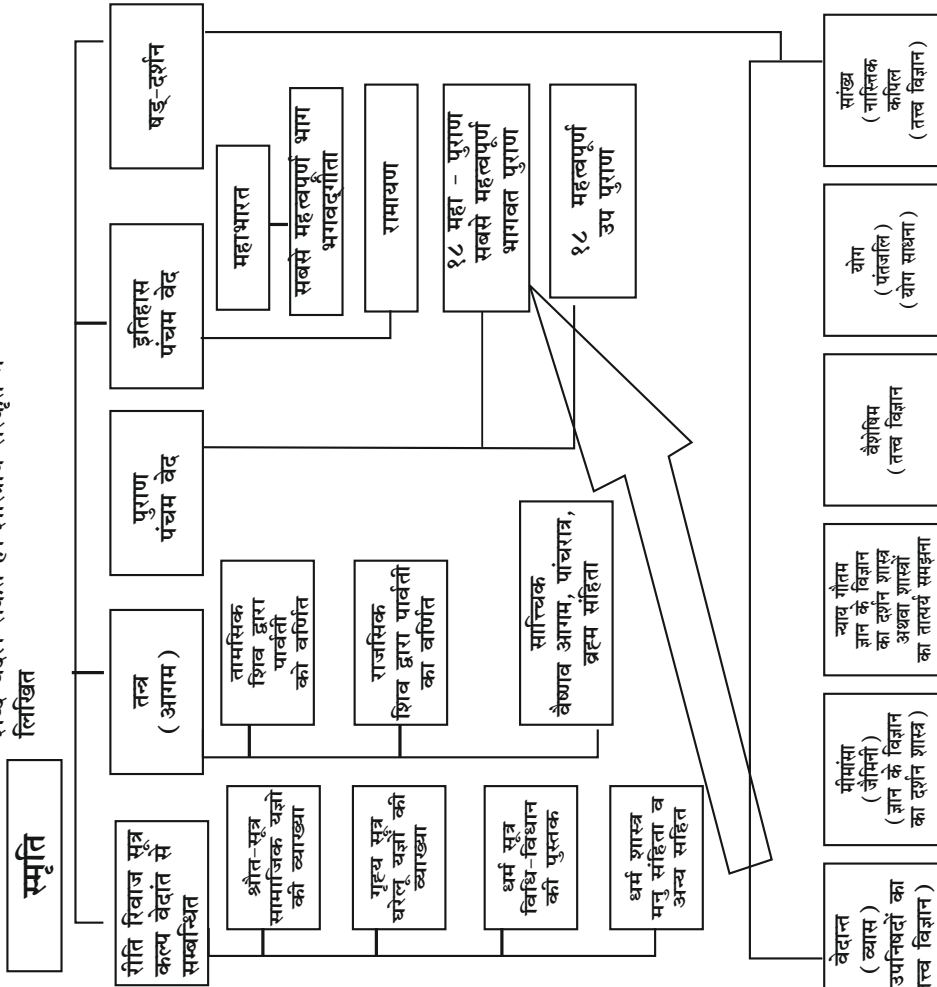 लिखित
स्मृति
रीति रिवाज सूत्र
कल्प वेदांत से
सम्बन्धित
श्रौत-सूत्र
सामाजिक यज्ञो
की व्याख्या
गृह्य सूत्र
घरेलू यज्ञों की
व्याख्या
धर्म सूत्र
विधि-विधान
की पुस्तक
धर्म शास्त्र
मनु संहिता व
अन्य सहित
तन्त्र
( आगम )
तामसिक
शिव द्वारा
पार्वती
को वर्णित
राजसिक
शिव द्वारा पार्वती
का वर्णित
सात्त्विक
वैष्णव आगम, पांचरात्र,
ब्रह्म संहिता
पुराण
पंचम वेद
१८ महा - पुराण
सबसे महत्वपूर्ण
भागवत पुराण
१८ महत्वपूर्ण
उप पुराण
इतिहास
पंचम वेद
महाभारत
सबसे महत्वपूर्ण भाग
भगवद्गीता
रामायण
षड्-दर्शन
वेदान्त
( व्यास )
उपनिषदों का
तत्त्व विज्ञान )
मीमांसा
( जैमिनी )
( ज्ञान के विज्ञान
का दर्शन शास्त्र )
न्याय गौतम
ज्ञान के विज्ञान
का दर्शन शास्त्र
अथवा शास्त्रों
का तात्पर्य समझना
वैशेषिम
( तत्त्व विज्ञान
योग
( पंतजलि )
( योग साधना )
सांख्य
( नास्तिक
कपिल
( तत्त्व विज्ञान )